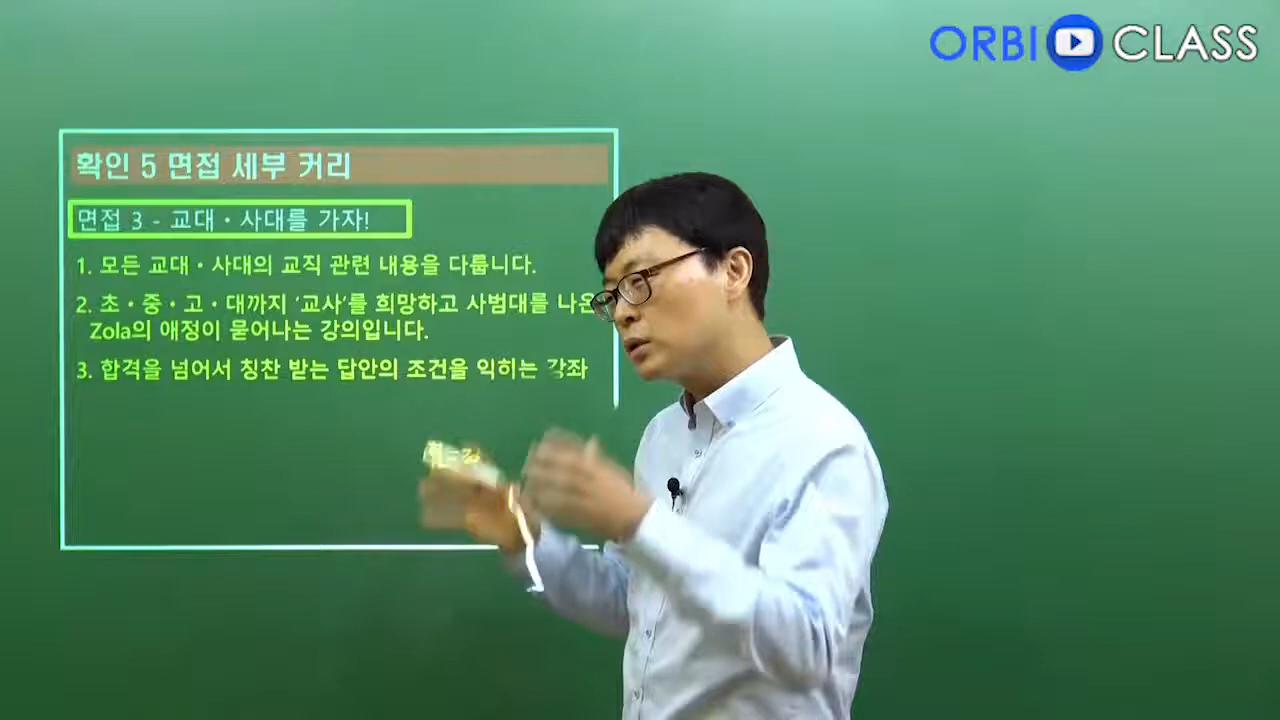 ORBI CLASS
확인 5 면접 세부 커리
면접 3 - 교대・사대를 가자!
1. 모든 교대・사대의 교직 관련 내용을 다룹니다.
2. 초・중・고・대까지 '교사'를 희망하고 사범대를 나온
Zola의 애정이 묻어나는 강의입니다.
3. 합격을 넘어서 칭찬 받는 답안의 조건을 익히는 강좌